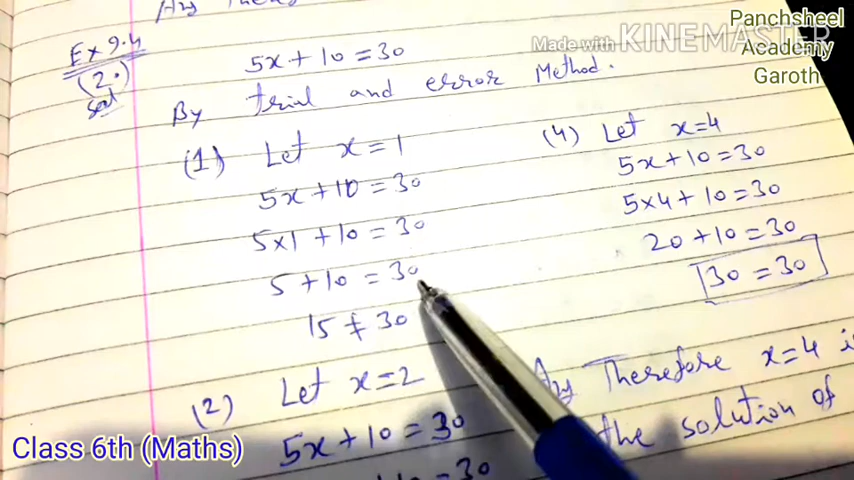 Panchsheel
Academy
Garoth
Made with KINEMASTER
Ex 9.4
(2.)
5x + 10 = 30
By trial and error Method.
(1) Let x = 1
5x + 10 = 30
5x1 + 10 = 30
5 + 10 = 30
15 ≠ 30
(2) Let x = 2
5x + 10 = 30
= 30
(4) Let x=4
5x + 10 = 30
5x4 + 10 = 30
20 + 10 = 30
30 = 30
Therefore x=4 i
the solution of
Class 6th (Maths)